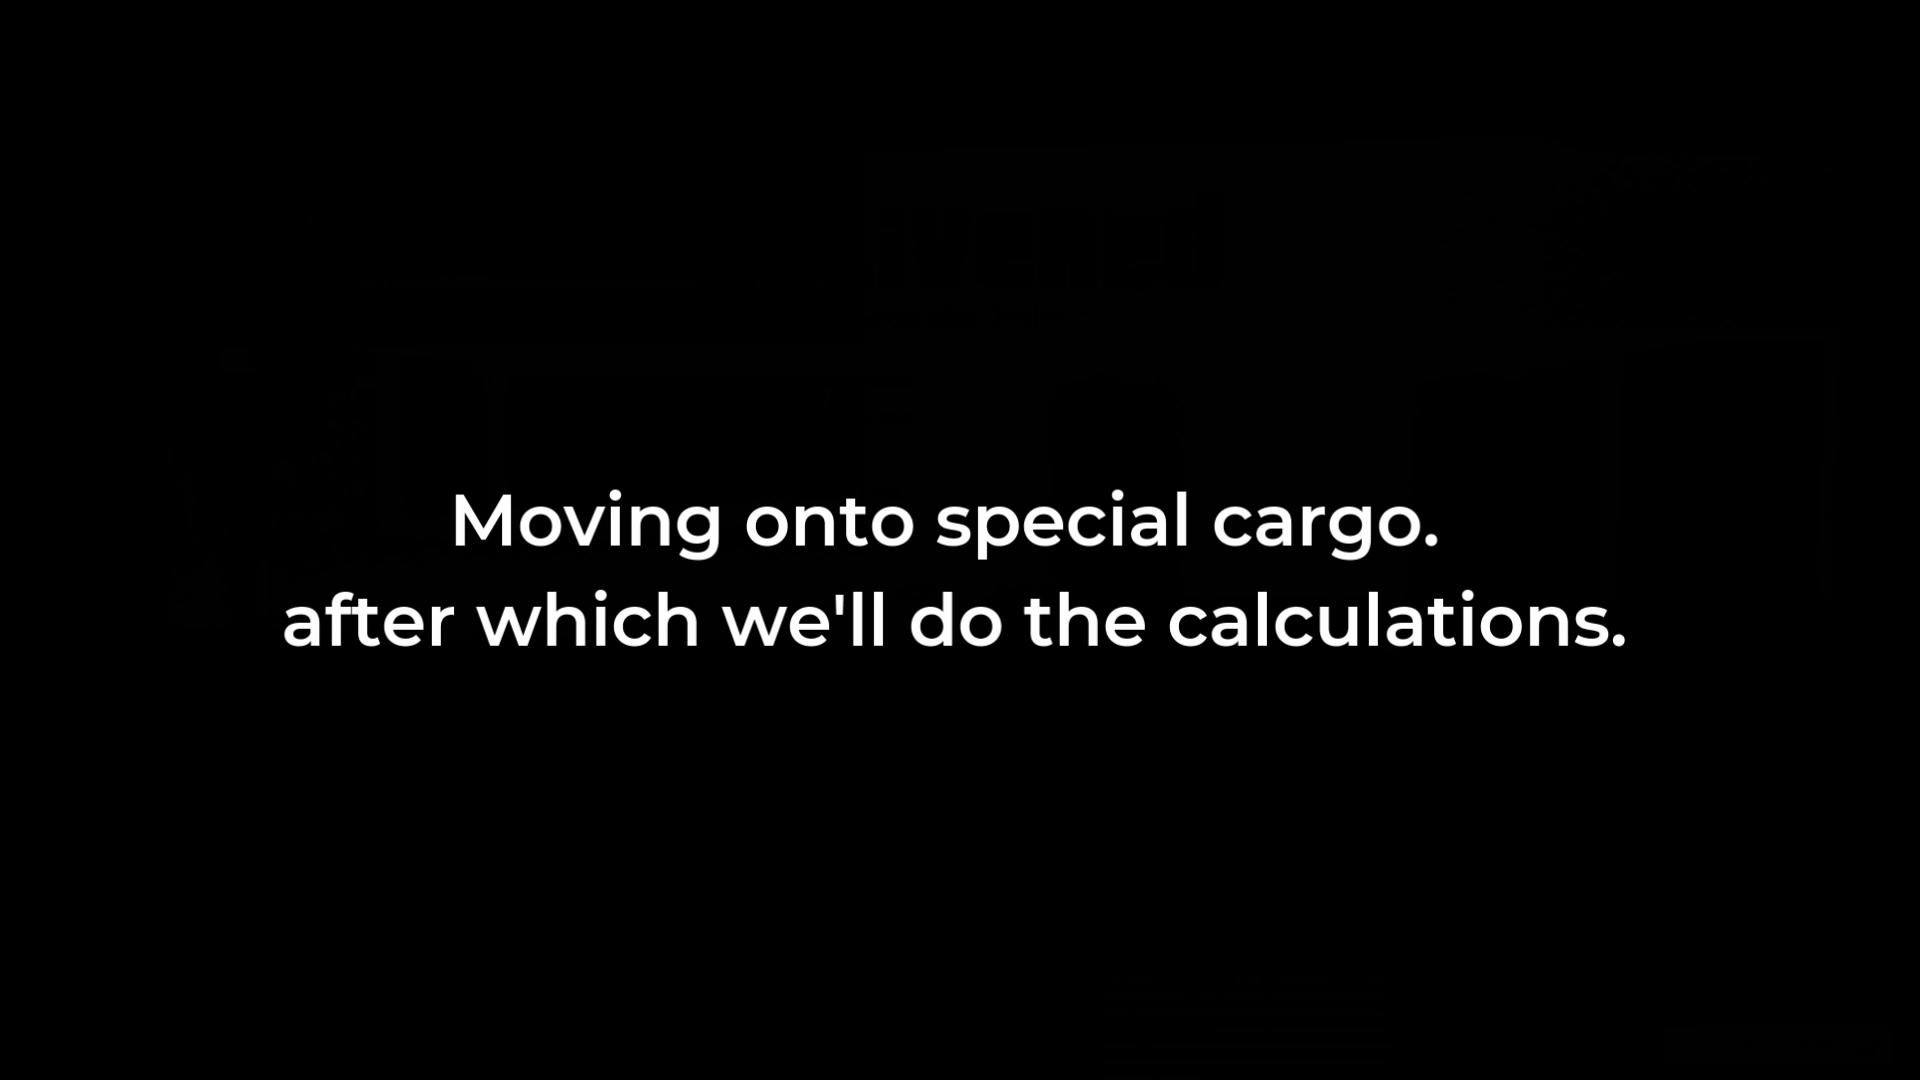 Moving onto special cargo.
after which we'll do the calculations.